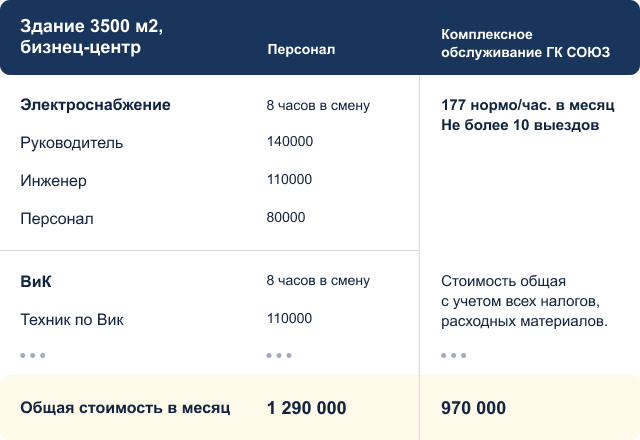 Здание 3500 м2,
бизнец-центр
Персонал
Комплексное
обслуживание ГК СОЮЗ
Электроснабжение
8 часов в смену
177 нормо/час. в месяц
Не более 10 выездов
Руководитель
140000
Инженер
110000
Персонал
80000
ВиК
8 часов в смену
Стоимость общая
с учетом всех налогов,
расходных материалов.
Техник по Вик
110000
Общая стоимость в месяц
1 290 000
970 000